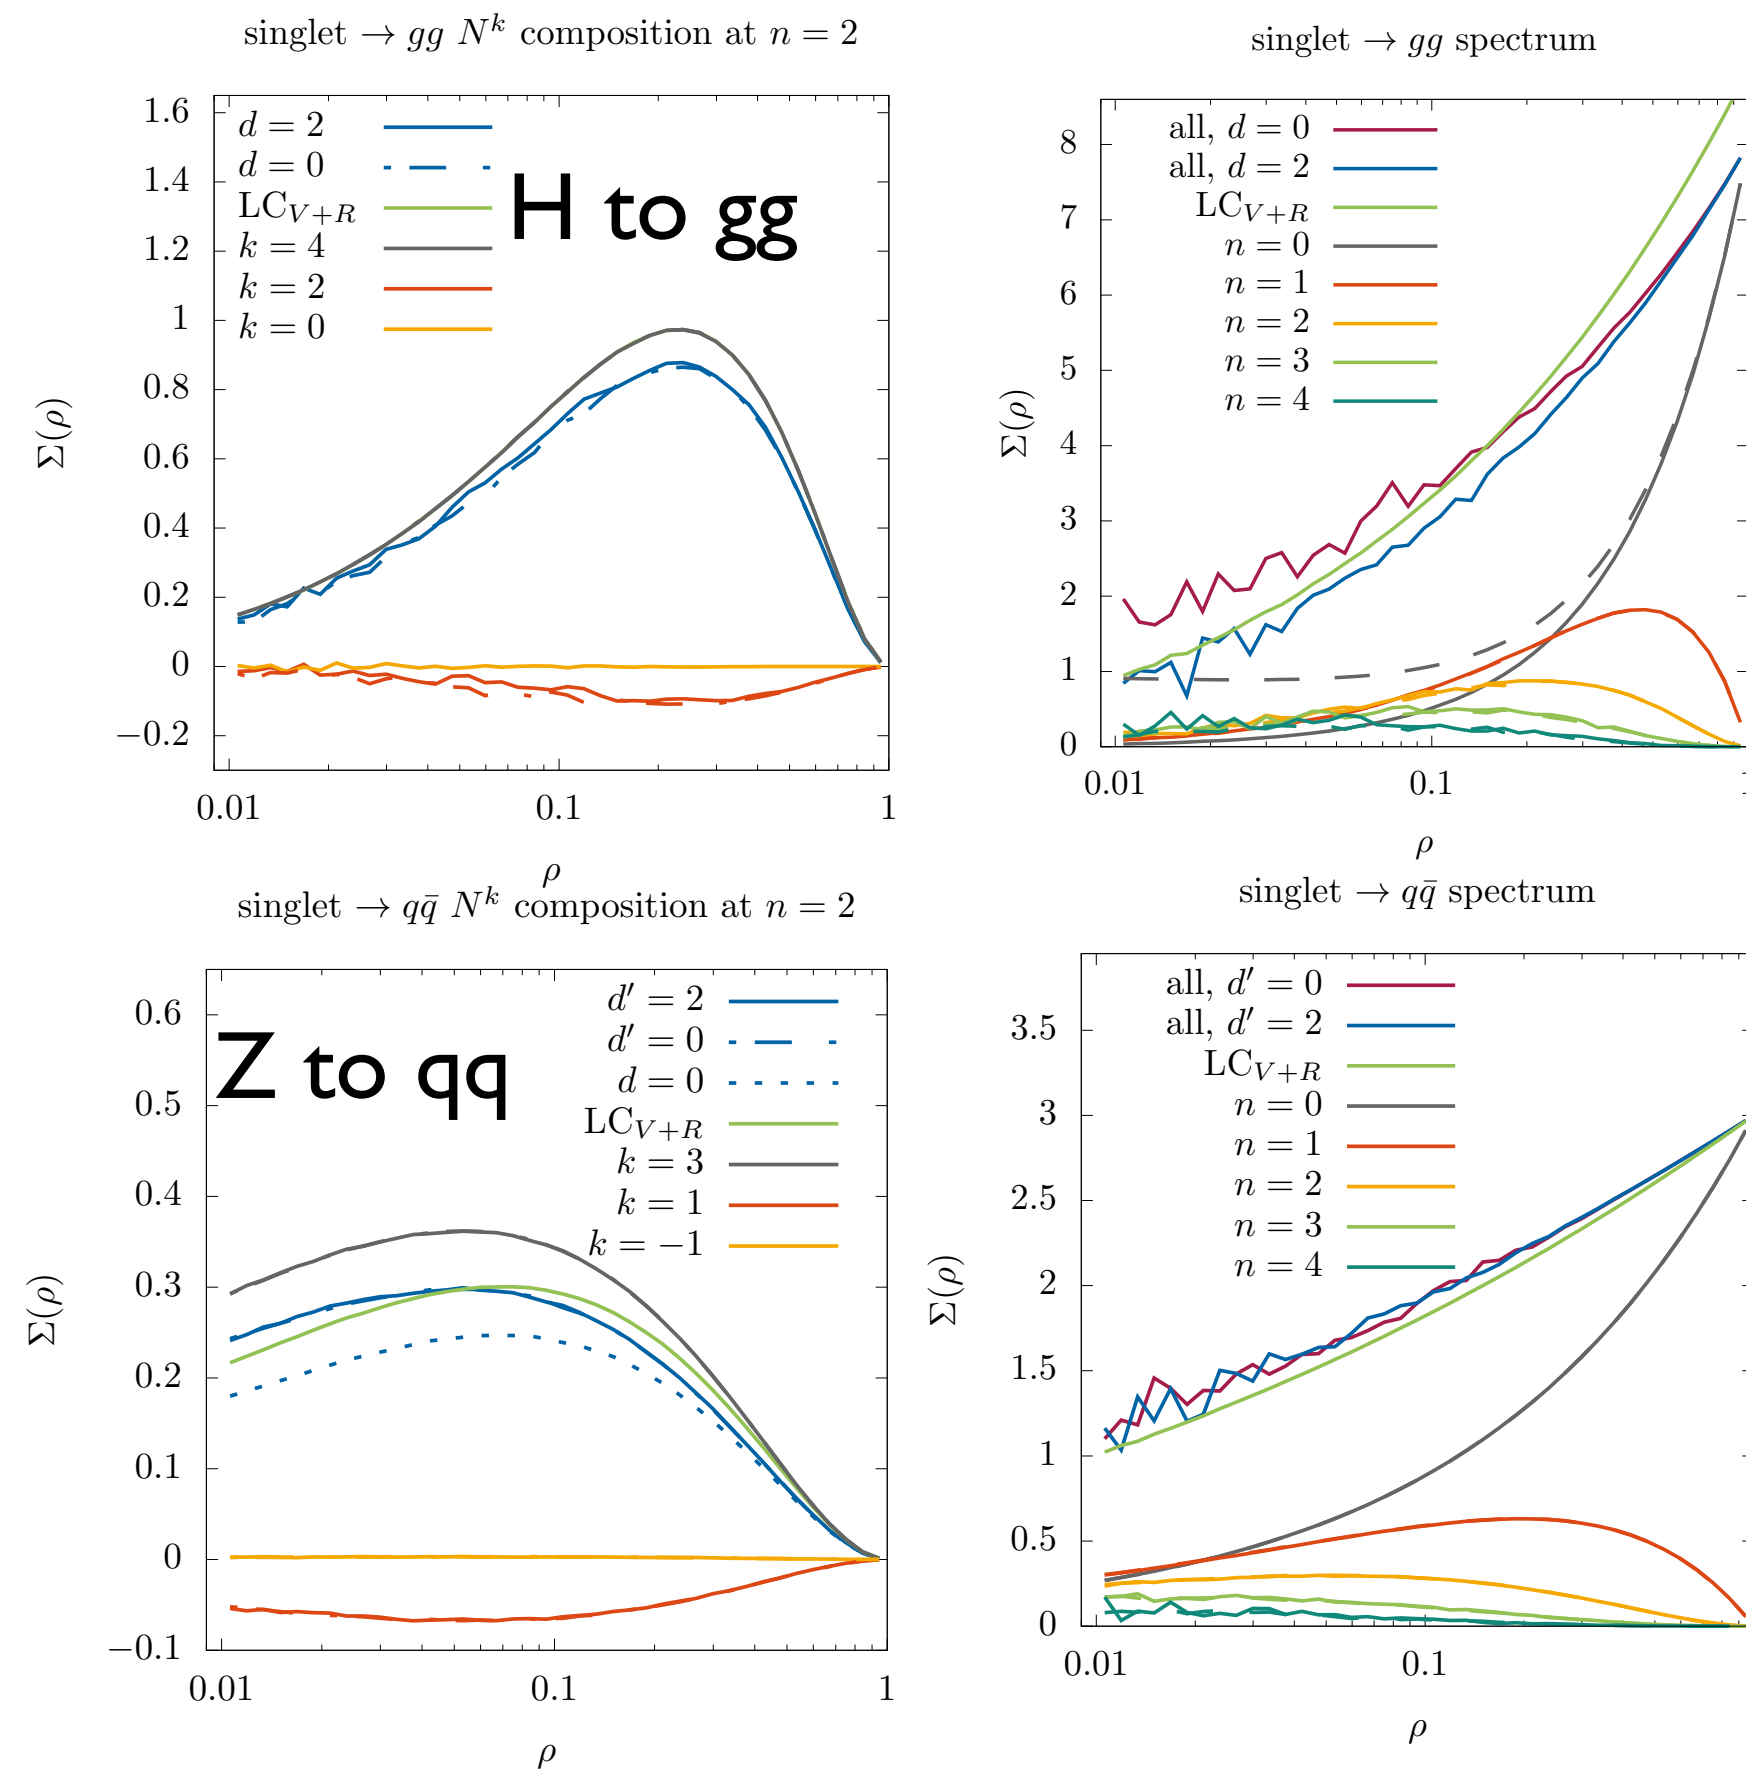 singlet → gg N^k composition at n = 2
1.6
1.4
1.2
1
0.8
0.6
0.4
0.2
0
−0.2
d = 2
d = 0
LC_{V+R}
k = 4
k = 2
k = 0
H to gg
Σ(ρ)
0.01
0.1
1
ρ
singlet → gg spectrum
8
7
6
5
4
3
2
1
0
all, d = 0
all, d = 2
LC_{V+R}
n = 0
n = 1
n = 2
n = 3
n = 4
Σ(ρ)
0.01
0.1
1
ρ
singlet → qq̄ N^k composition at n = 2
0.6
0.5
0.4
0.3
0.2
0.1
0
−0.1
Z to qq
d′ = 2
d′ = 0
d = 0
LC_{V+R}
k = 3
k = 1
k = −1
Σ(ρ)
0.01
0.1
1
ρ
singlet → qq̄ spectrum
3.5
3
2.5
2
1.5
1
0.5
0
all, d′ = 0
all, d′ = 2
LC_{V+R}
n = 0
n = 1
n = 2
n = 3
n = 4
Σ(ρ)
0.01
0.1
ρ